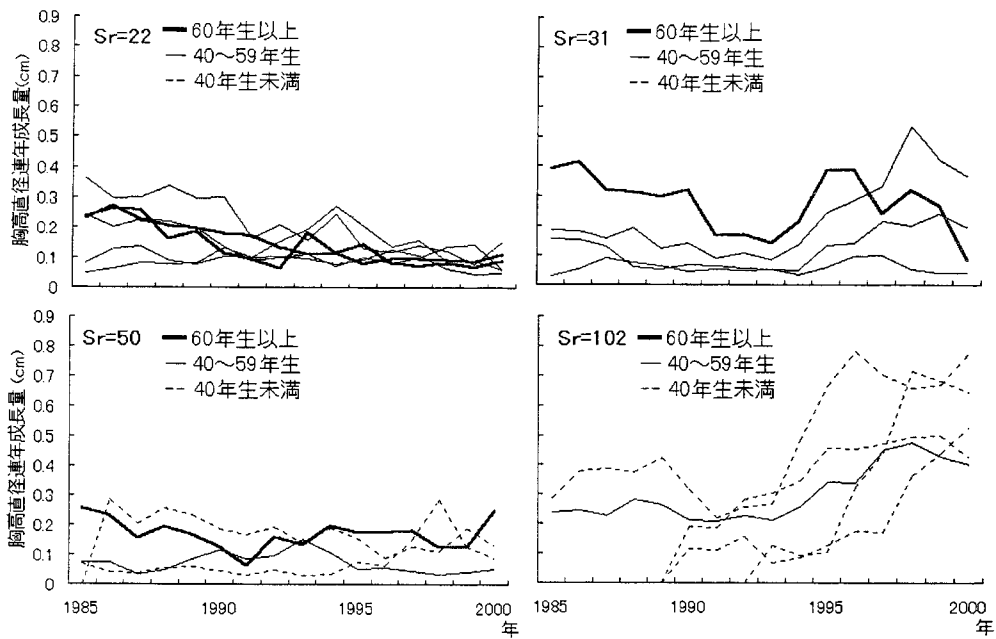 胸高直径連年成長量(cm)
0.9
0.8
0.7
0.6
0.5
0.4
0.3
0.2
0.1
0
Sr=22
60年生以上
40～59年生
40年生未満
Sr=31
60年生以上
40～59年生
40年生未満
胸高直径連年成長量(cm)
0.9
0.8
0.7
0.6
0.5
0.4
0.3
0.2
0.1
0
Sr=50
60年生以上
40～59年生
40年生未満
1985
1990
1995
2000
年
Sr=102
60年生以上
40～59年生
40年生未満
1985
1990
1995
2000
年